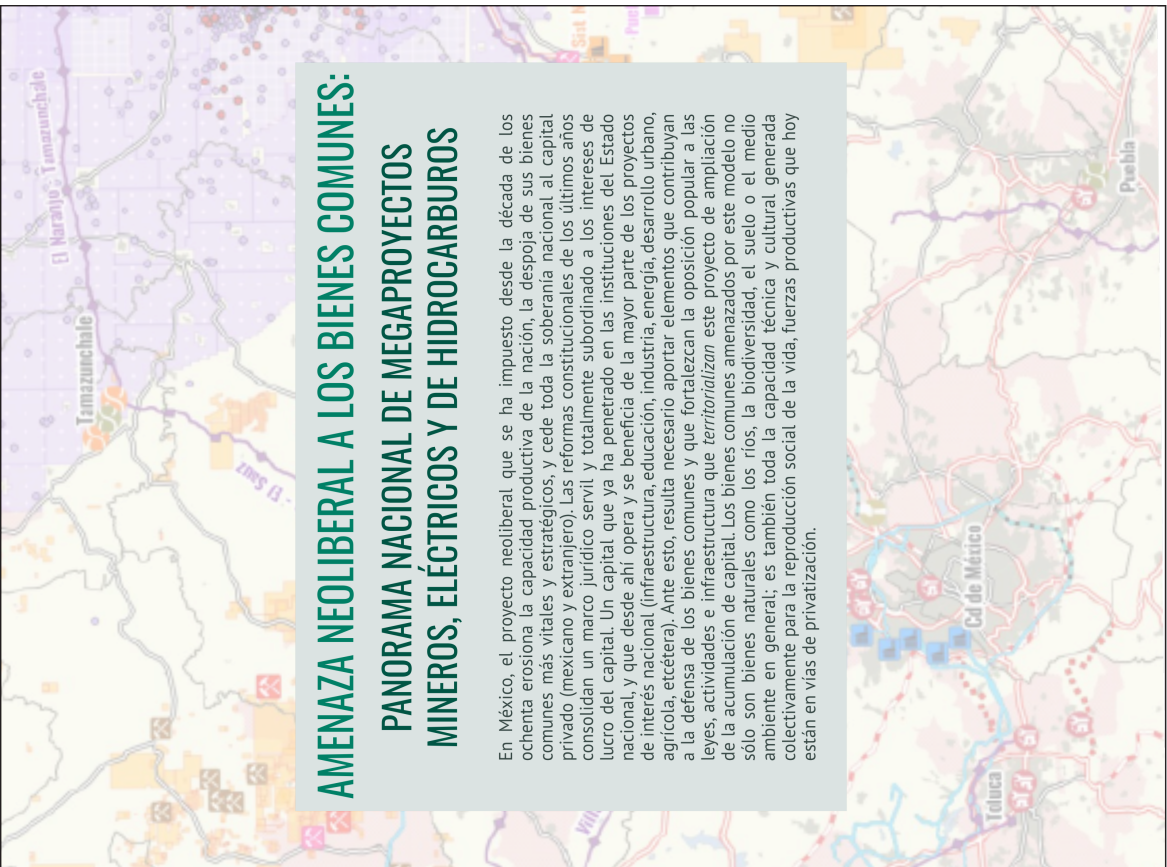 AMENAZA NEOLIBERAL A LOS BIENES COMUNES:
PANORAMA NACIONAL DE MEGAPROYECTOS
MINEROS, ELÉCTRICOS Y DE HIDROCARBUROS
En México, el proyecto neoliberal que se ha impuesto desde la década de los
ochenta erosiona la capacidad productiva de la nación, la despoja de sus bienes
comunes más vitales y estratégicos, y cede toda la soberanía nacional al capital
privado (mexicano y extranjero). Las reformas constitucionales de los últimos años
consolidan un marco jurídico servil y totalmente subordinado a los intereses de
lucro del capital. Un capital que ya ha penetrado en las instituciones del Estado
nacional, y que desde ahí opera y se beneficia de la mayor parte de los proyectos
de interés nacional (infraestructura, educación, industria, energía, desarrollo urbano,
agrícola, etcétera). Ante esto, resulta necesario aportar elementos que contribuyan
a la defensa de los bienes comunes y que fortalezcan la oposición popular a las
leyes, actividades e infraestructura que territorializan este proyecto de ampliación
de la acumulación de capital. Los bienes comunes amenazados por este modelo no
sólo son bienes naturales como los ríos, la biodiversidad, el suelo o el medio
ambiente en general; es también toda la capacidad técnica y cultural generada
colectivamente para la reproducción social de la vida, fuerzas productivas que hoy
están en vías de privatización.
El Naranjo - Tamazunchale
Tamazunchale
- El Sauz
Sist N
Puebla
Cd de México
Toluca